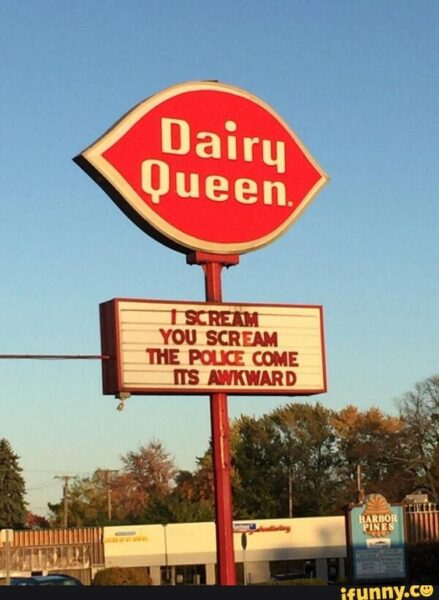 Dairy
Queen.
I SCREAM
YOU SCREAM
THE POLICE COME
ITS AWKWARD
HARBOR
PINES
ifunny.co